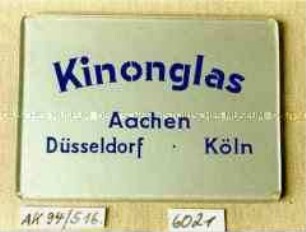 Kinonglas
Aachen
Düsseldorf · Köln
AK 94/516.
6021